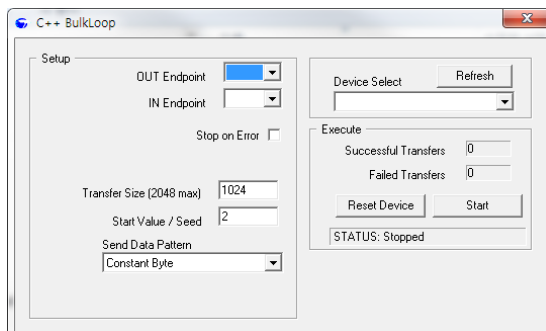 C++ BulkLoop
Setup
OUT Endpoint
IN Endpoint
Stop on Error
Transfer Size (2048 max) 1024
Start Value / Seed 2
Send Data Pattern
Constant Byte
Device Select Refresh
Execute
Successful Transfers 0
Failed Transfers 0
Reset Device Start
STATUS: Stopped